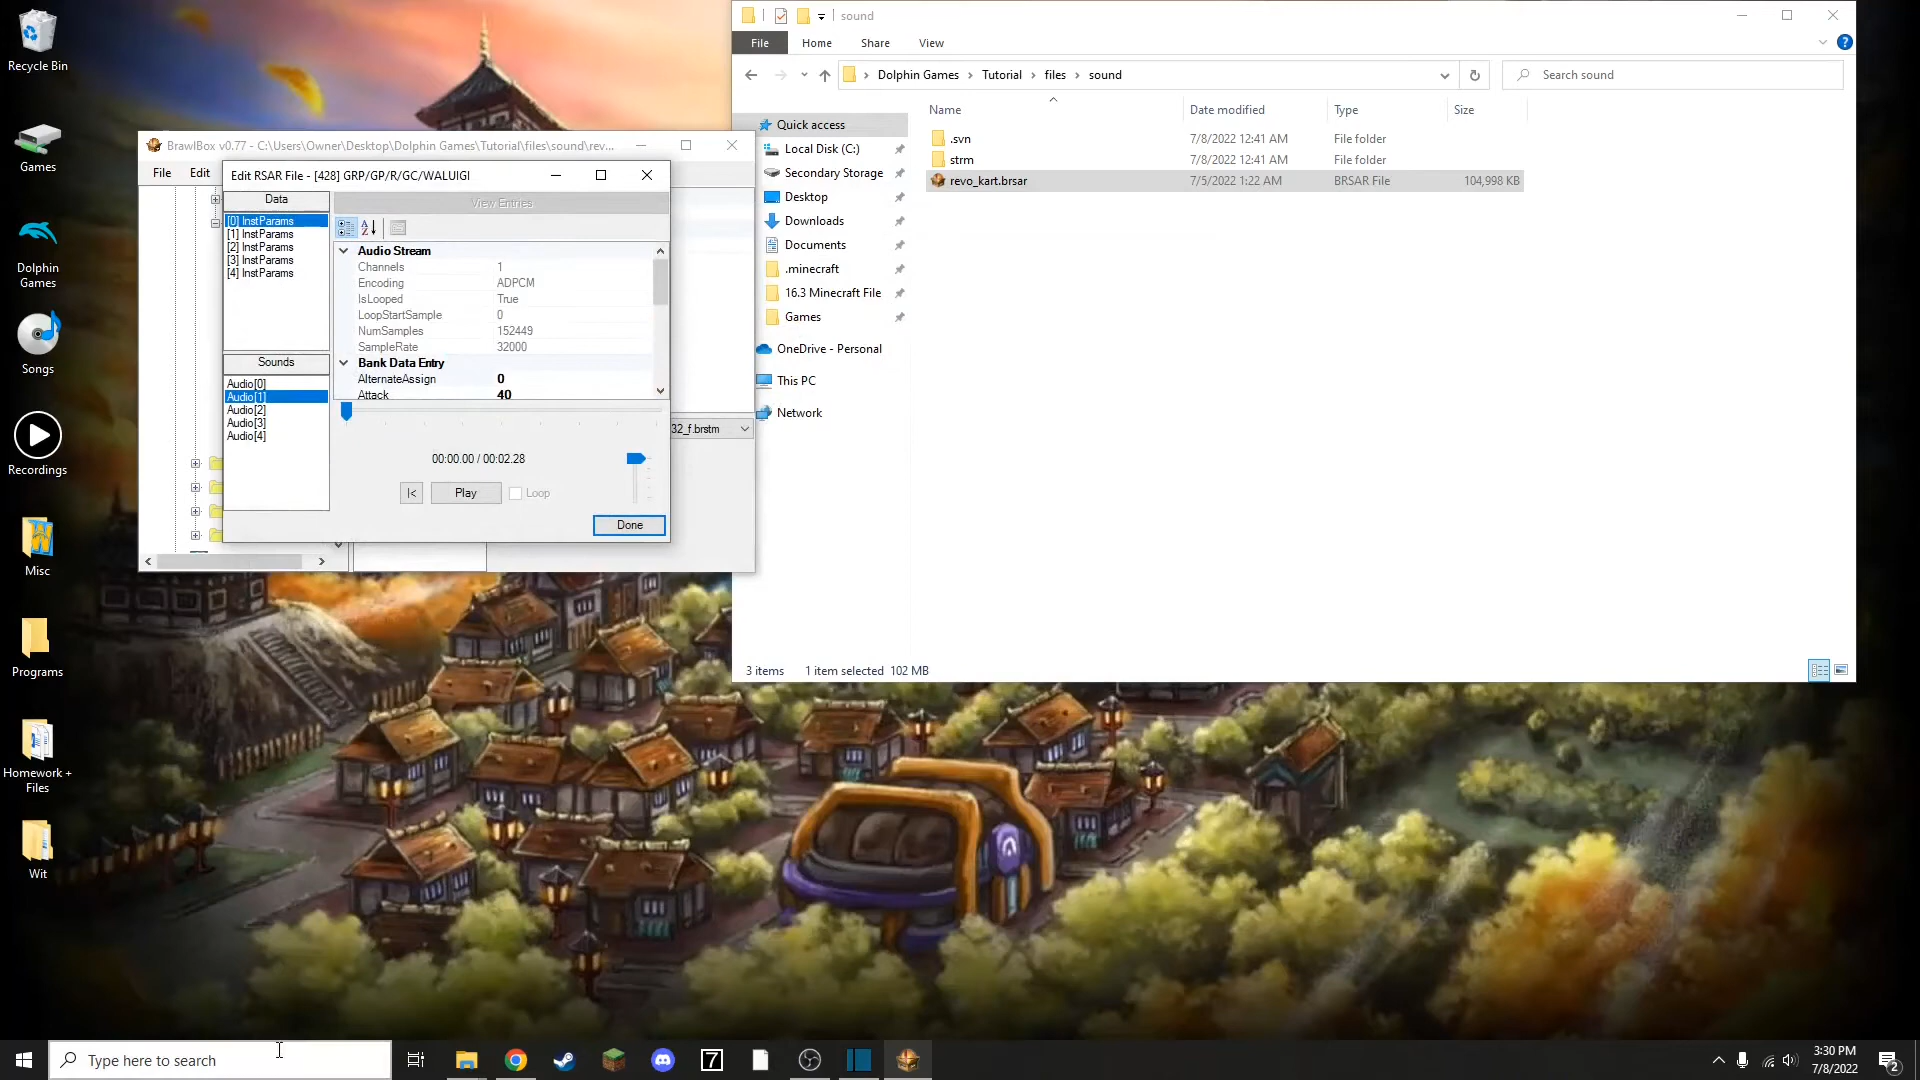 Recycle Bin
Games
Dolphin
Games
Songs
Recordings
Misc
Programs
Homework +
Files
Wit
BrawlBox v0.77 - C:\Users\Owner\Desktop\Dolphin Games\Tutorial\files\sound\rev...
File Edit
Edit RSAR File - [428] GRP/GP/R/GC/WALUIGI
Data
[0] InstParams
[1] InstParams
[2] InstParams
[3] InstParams
[4] InstParams
Sounds
Audio[0]
Audio[1]
Audio[2]
Audio[3]
Audio[4]
View Entries
Audio Stream
Channels 1
Encoding ADPCM
IsLooped True
LoopStartSample 0
NumSamples 152449
SampleRate 32000
Bank Data Entry
AlternateAssign 0
Attack 40
00:00.00 / 00:02.28
|< Play Loop
Done
32_f.brstm
sound
File Home Share View
Dolphin Games > Tutorial > files > sound
Search sound
Quick access
Local Disk (C:)
Secondary Storage
Desktop
Downloads
Documents
.minecraft
16.3 Minecraft File
Games
OneDrive - Personal
This PC
Network
Name Date modified Type Size
.svn 7/8/2022 12:41 AM File folder
strm 7/8/2022 12:41 AM File folder
revo_kart.brsar 7/5/2022 1:22 AM BRSAR File 104,998 KB
3 items 1 item selected 102 MB
Type here to search
7
3:30 PM
7/8/2022
2